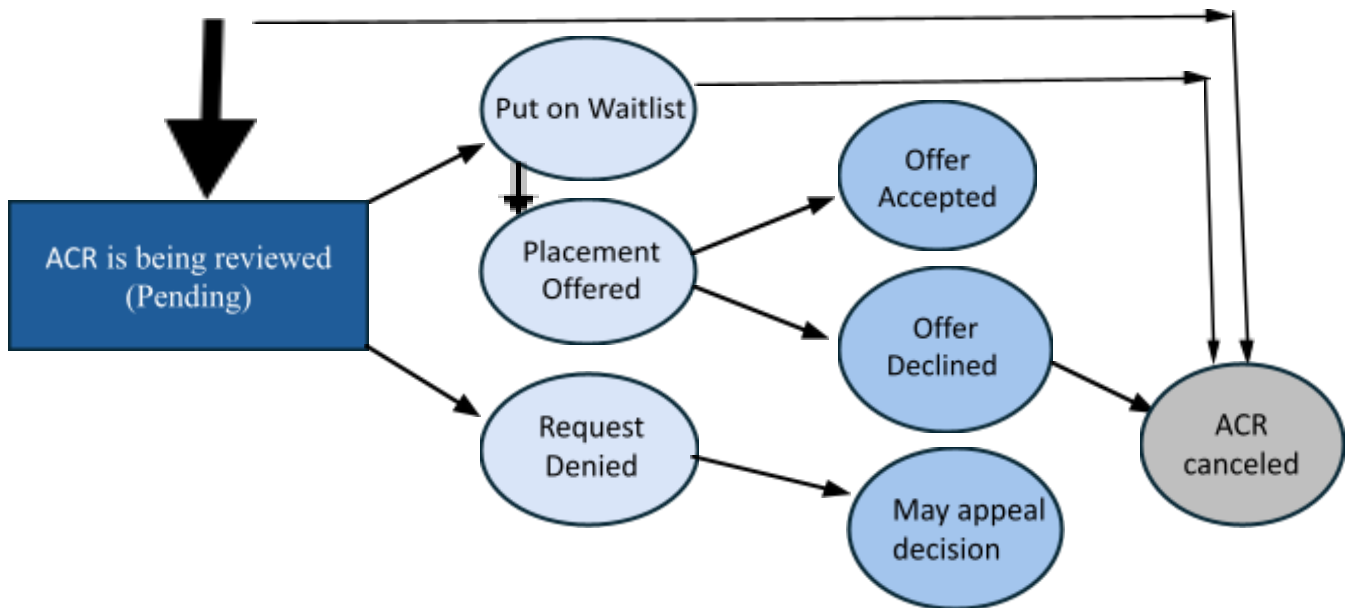 Put on Waitlist
Offer
Accepted
ACR is being reviewed
(Pending)
Placement
Offered
Offer
Declined
Request
Denied
ACR
canceled
May appeal
decision